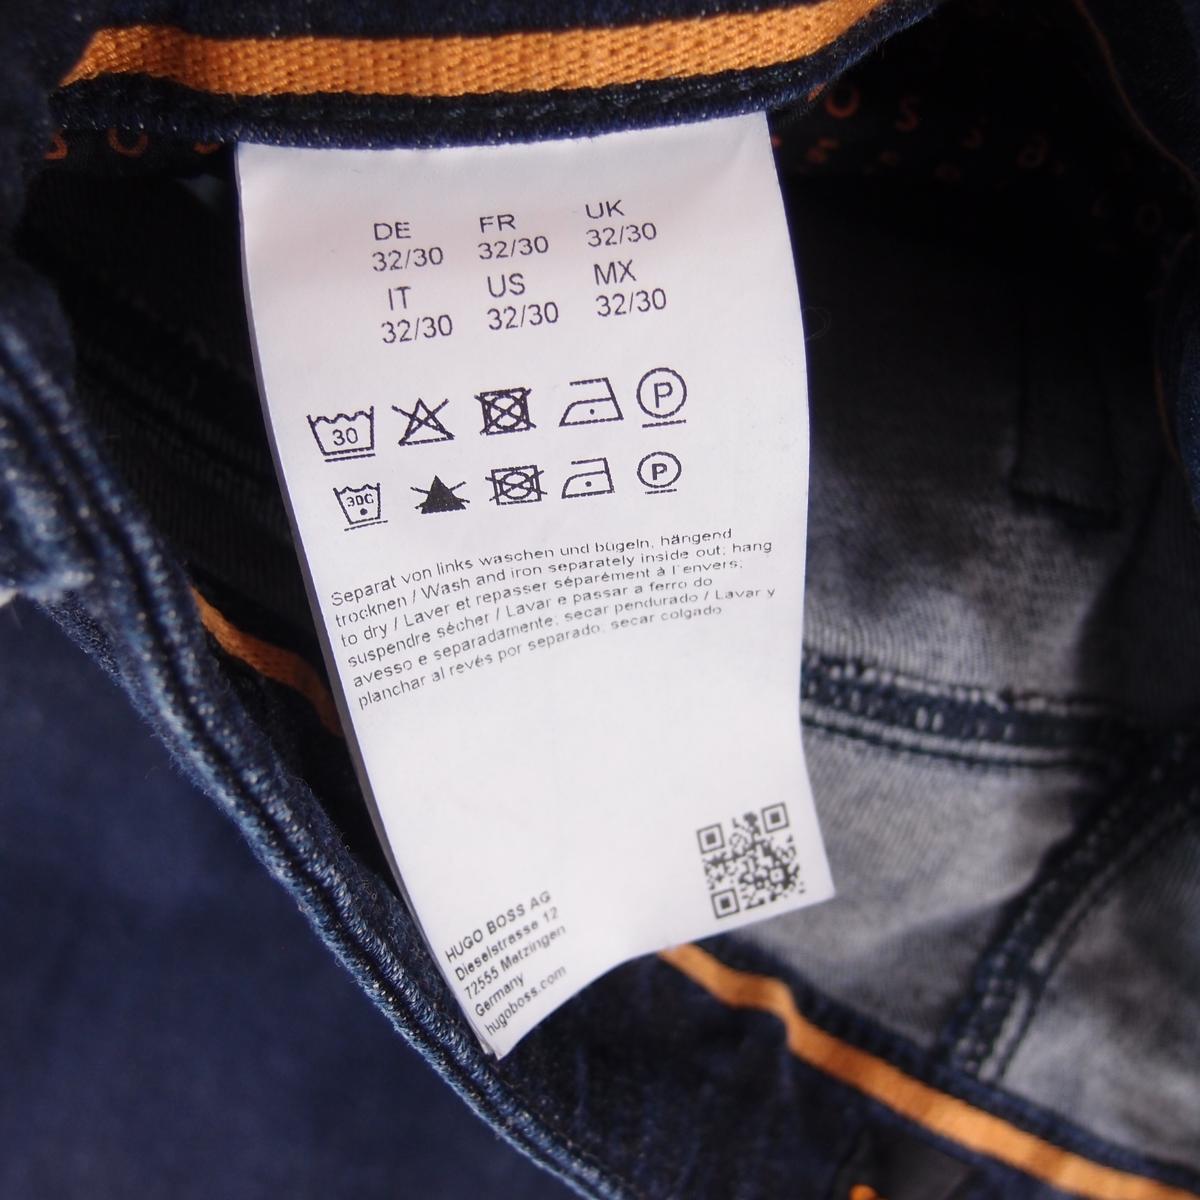 DE FR UK
32/30 32/30 32/30
IT US MX
32/30 32/30 32/30
30 P
30C P
Separat von links waschen und bügeln, hängend
trocknen / Wash and iron separately inside out; hang
to dry / Laver et repasser séparément à l'envers;
suspendre sécher / Lavar e passar a ferro do
avesso e separadamente; secar pendurado / Lavar y
planchar al revés por separado; secar colgado
HUGO BOSS AG
Dieselstrasse 12
72555 Metzingen
Germany
hugoboss.com